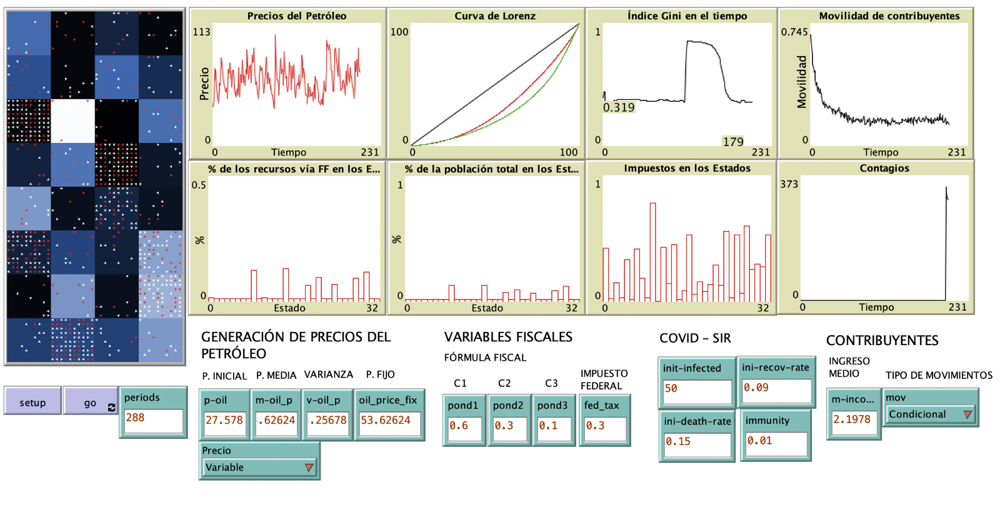 Precios del Petróleo
113
Precio
0
0
Tiempo
231
Curva de Lorenz
100
0
0
100
Índice Gini en el tiempo
1
0.319
179
0
0
231
Movilidad de contribuyentes
0.745
Movilidad
0
0
Tiempo
231
% de los recursos vía FF en los E...
0.5
%
0
0
Estado
32
% de la población total en los Est...
1
%
0
0
Estado
32
Impuestos en los Estados
1
0
0
32
Contagios
373
0
0
Tiempo
231
setup
go
periods
288
GENERACIÓN DE PRECIOS DEL
PETRÓLEO
P. INICIAL
P. MEDIA
VARIANZA
P. FIJO
p-oil
27.578
m-oil_p
.62624
v-oil_p
.25678
oil_price_fix
53.62624
Precio
Variable
VARIABLES FISCALES
FÓRMULA FISCAL
C1
C2
C3
IMPUESTO
FEDERAL
pond1
0.6
pond2
0.3
pond3
0.1
fed_tax
0.3
COVID - SIR
init-infected
50
ini-recov-rate
0.09
ini-death-rate
0.15
immunity
0.01
CONTRIBUYENTES
INGRESO
MEDIO
TIPO DE MOVIMIENTOS
m-inco...
2.1978
mov
Condicional